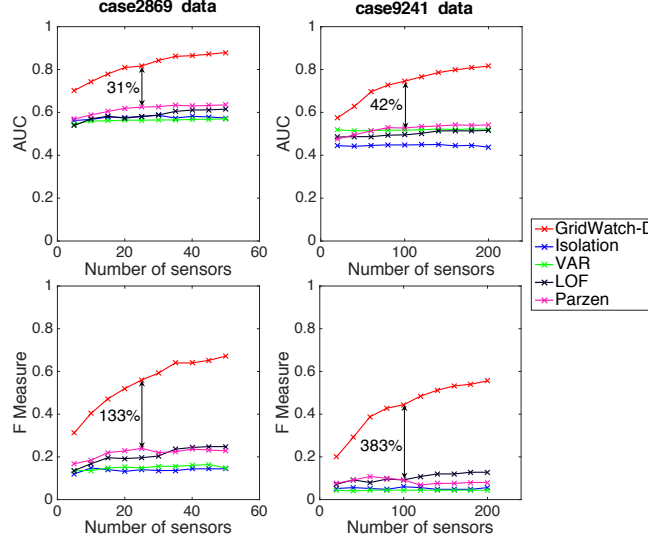 case2869 data
case9241 data
1
0.8
0.6
0.4
0.2
0
AUC
31%
0
20
40
60
Number of sensors
1
0.8
0.6
0.4
0.2
0
AUC
42%
0
100
200
Number of sensors
GridWatch-D
Isolation
VAR
LOF
Parzen
1
0.8
0.6
0.4
0.2
0
F Measure
133%
0
20
40
60
Number of sensors
1
0.8
0.6
0.4
0.2
0
F Measure
383%
0
100
200
Number of sensors